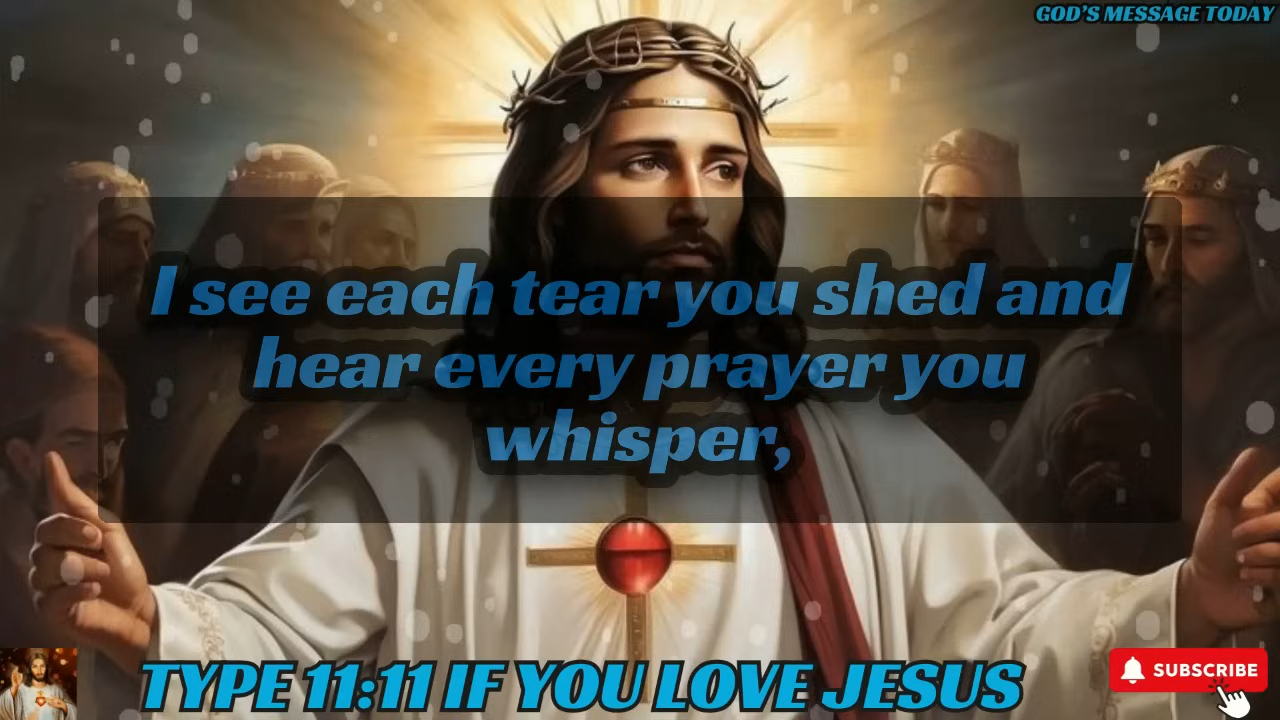 GOD'S MESSAGE TODAY
I see each tear you shed and
hear every prayer you
whisper,
TYPE 11:11 IF YOU LOVE JESUS
SUBSCRIBE